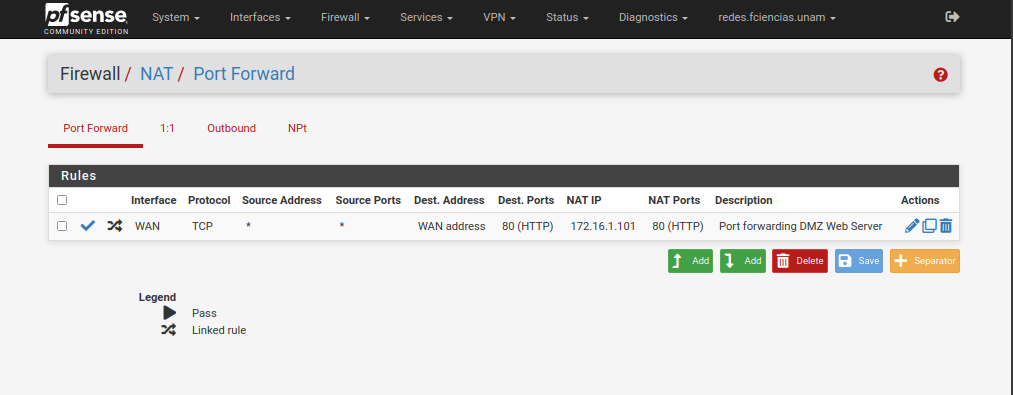 pfsense System Interfaces Firewall Services VPN Status Diagnostics redes.fciencias.unam
COMMUNITY EDITION
Firewall / NAT / Port Forward
Port Forward 1:1 Outbound NPt
Rules
Interface Protocol Source Address Source Ports Dest. Address Dest. Ports NAT IP NAT Ports Description Actions
WAN TCP * * WAN address 80 (HTTP) 172.16.1.101 80 (HTTP) Port forwarding DMZ Web Server
Add Add Delete Save Separator
Legend
Pass
Linked rule